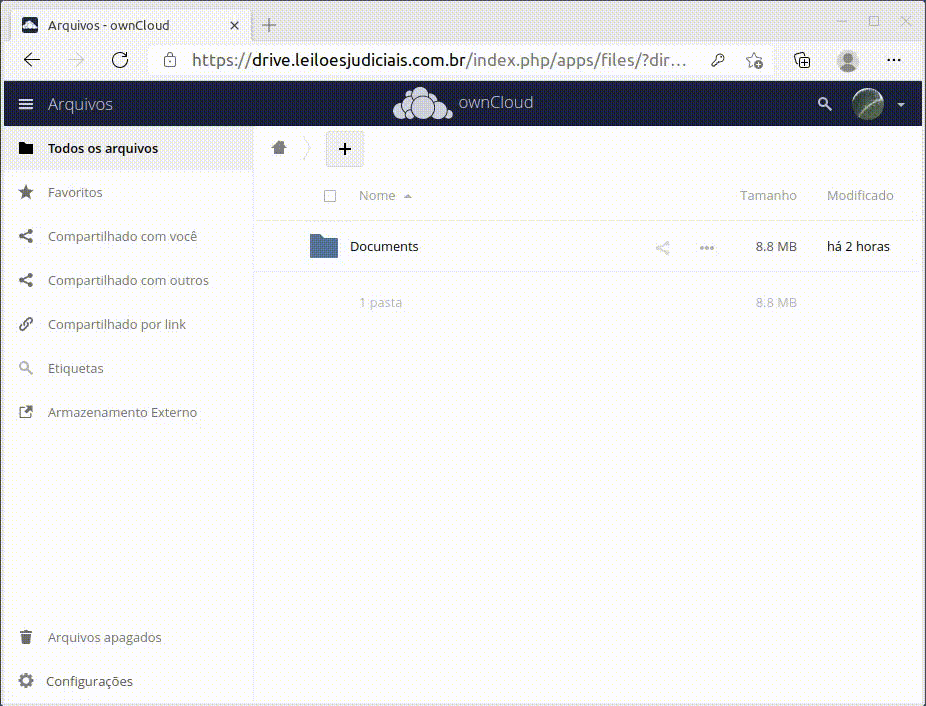 Arquivos - ownCloud
https://drive.leiloesjudiciais.com.br/index.php/apps/files/?dir...
Arquivos
ownCloud
Todos os arquivos
Favoritos
Compartilhado com você
Compartilhado com outros
Compartilhado por link
Etiquetas
Armazenamento Externo
Arquivos apagados
Configurações
Nome Tamanho Modificado
Documents 8.8 MB há 2 horas
1 pasta 8.8 MB